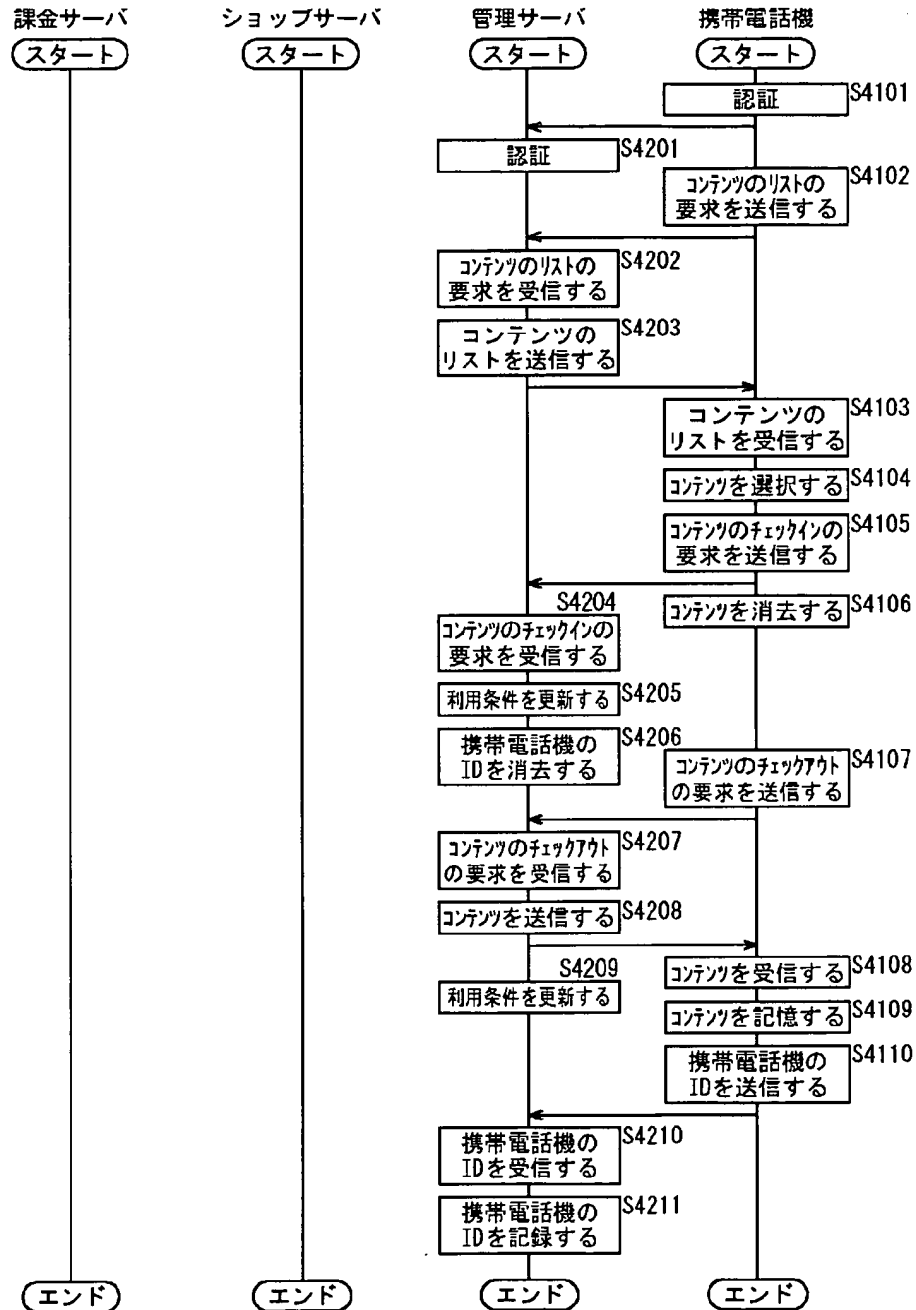 課金サーバ ショップサーバ 管理サーバ 携帯電話機
スタート スタート スタート スタート
認証 S4101
認証 S4201
コンテンツのリストの S4102
要求を送信する
コンテンツのリストの S4202
要求を受信する
コンテンツの S4203
リストを送信する
コンテンツの S4103
リストを受信する
コンテンツを選択する S4104
コンテンツのチェックインの S4105
要求を送信する
コンテンツを消去する S4106
S4204
コンテンツのチェックインの
要求を受信する
利用条件を更新する S4205
携帯電話機の S4206
IDを消去する
コンテンツのチェックアウト S4107
の要求を送信する
コンテンツのチェックアウト S4207
の要求を受信する
コンテンツを送信する S4208
コンテンツを受信する S4108
S4209
利用条件を更新する
コンテンツを記憶する S4109
携帯電話機の S4110
IDを送信する
携帯電話機の S4210
IDを受信する
携帯電話機の S4211
IDを記録する
エンド エンド エンド エンド